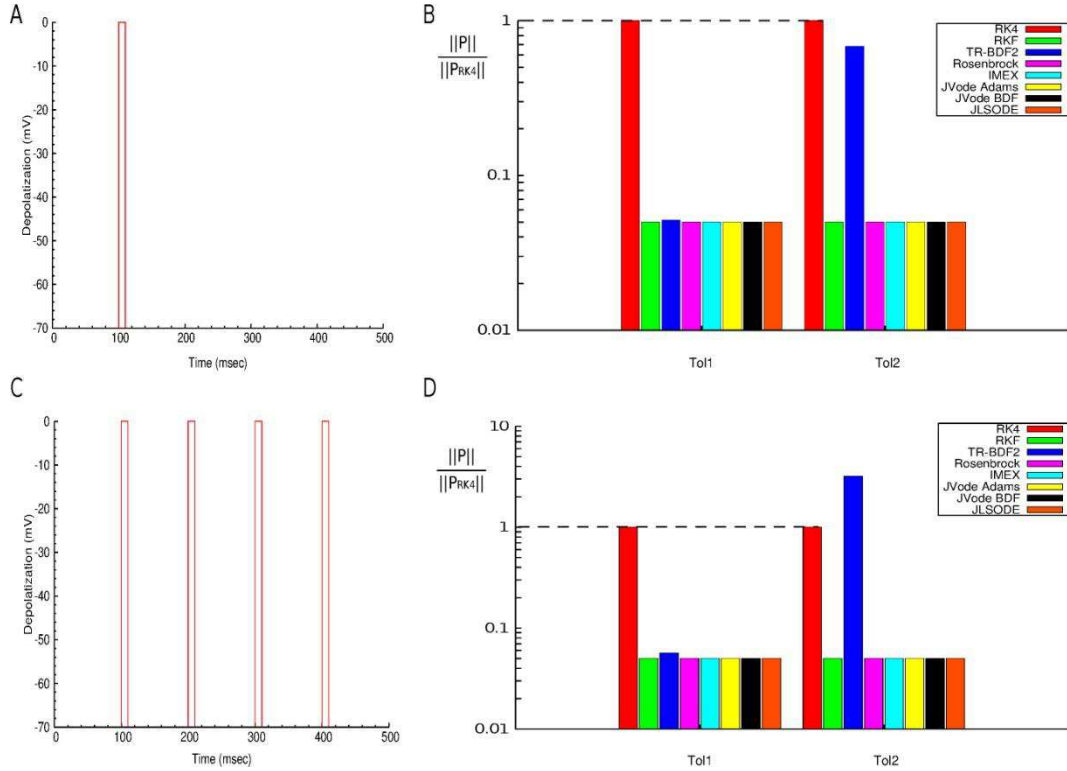 A
0
-10
-20
-30
-40
-50
-60
-70
Depolatization (mV)
0 100 200 300 400 500
Time (msec)
B
||P||
||PRK4||
1
0.1
0.01
Tol1 Tol2
RK4
RKF
TR-BDF2
Rosenbrock
IMEX
JVode Adams
JVode BDF
JLSODE
C
0
-10
-20
-30
-40
-50
-60
-70
Depolatization (mV)
0 100 200 300 400 500
Time (msec)
D
||P||
||PRK4||
10
1
0.1
0.01
Tol1 Tol2
RK4
RKF
TR-BDF2
Rosenbrock
IMEX
JVode Adams
JVode BDF
JLSODE